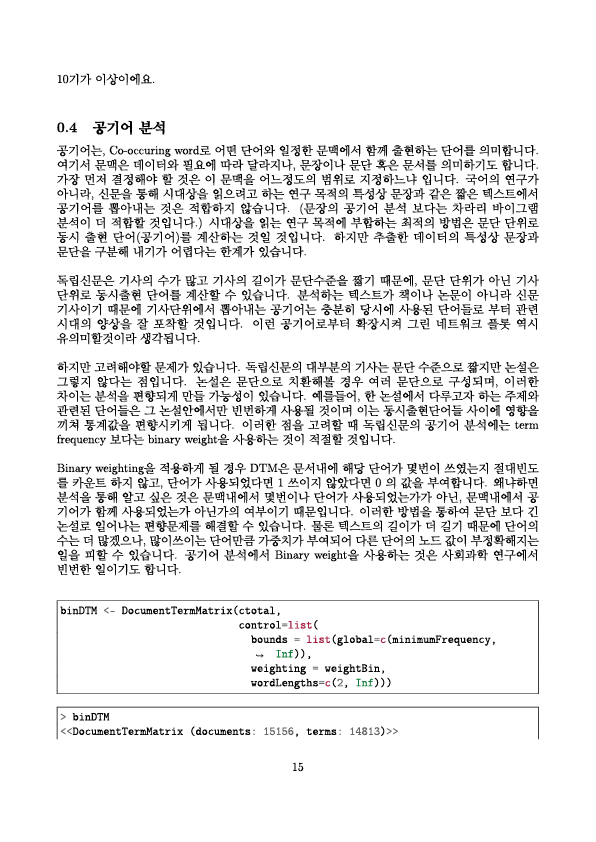 10기가 이상이에요.
0.4 공기어 분석
공기어는, Co-occuring word로 어떤 단어와 일정한 문맥에서 함께 출현하는 단어를 의미합니다.
여기서 문맥은 데이터와 필요에 따라 달라지나, 문장이나 문단 혹은 문서를 의미하기도 합니다.
가장 먼저 결정해야 할 것은 이 문맥을 어느정도의 범위로 지정하느냐 입니다. 국어의 연구가
아니라, 신문을 통해 시대상을 읽으려고 하는 연구 목적의 특성상 문장과 같은 짧은 텍스트에서
공기어를 뽑아내는 것은 적합하지 않습니다. (문장의 공기어 분석 보다는 차라리 바이그램
분석이 더 적합할 것입니다.) 시대상을 읽는 연구 목적에 부합하는 최적의 방법은 문단 단위로
동시 출현 단어(공기어)를 계산하는 것일 것입니다. 하지만 추출한 데이터의 특성상 문장과
문단을 구분해 내기가 어렵다는 한계가 있습니다.
독립신문은 기사의 수가 많고 기사의 길이가 문단수준을 짧기 때문에, 문단 단위가 아닌 기사
단위로 동시출현 단어를 계산할 수 있습니다. 분석하는 텍스트가 책이나 논문이 아니라 신문
기사이기 때문에 기사단위에서 뽑아내는 공기어는 충분히 당시에 사용된 단어들로 부터 관련
시대의 양상을 잘 포착할 것입니다. 이런 공기어로부터 확장시켜 그린 네트워크 플롯 역시
유의미할것이라 생각됩니다.
하지만 고려해야할 문제가 있습니다. 독립신문의 대부분의 기사는 문단 수준으로 짧지만 논설은
그렇지 않다는 점입니다. 논설은 문단으로 치환해볼 경우 여러 문단으로 구성되며, 이러한
차이는 분석을 편향되게 만들 가능성이 있습니다. 예를들어, 한 논설에서 다루고자 하는 주제와
관련된 단어들은 그 논설안에서만 빈번하게 사용될 것이며 이는 동시출현단어들 사이에 영향을
끼쳐 통계값을 편향시키게 됩니다. 이러한 점을 고려할 때 독립신문의 공기어 분석에는 term
frequency 보다는 binary weight을 사용하는 것이 적절할 것입니다.
Binary weighting을 적용하게 될 경우 DTM은 문서내에 해당 단어가 몇번이 쓰였는지 절대빈도
를 카운트 하지 않고, 단어가 사용되었다면 1 쓰이지 않았다면 0 의 값을 부여합니다. 왜냐하면
분석을 통해 알고 싶은 것은 문맥내에서 몇번이나 단어가 사용되었는가가 아닌, 문맥내에서 공
기어가 함께 사용되었는가 아닌가의 여부이기 때문입니다. 이러한 방법을 통하여 문단 보다 긴
논설로 일어나는 편향문제를 해결할 수 있습니다. 물론 텍스트의 길이가 더 길기 때문에 단어의
수는 더 많겠으나, 많이쓰이는 단어만큼 가중치가 부여되어 다른 단어의 노드 값이 부정확해지는
일을 피할 수 있습니다. 공기어 분석에서 Binary weight을 사용하는 것은 사회과학 연구에서
빈번한 일이기도 합니다.
binDTM <- DocumentTermMatrix(ctotal,
control=list(
bounds = list(global=c(minimumFrequency,
↪ Inf)),
weighting = weightBin,
wordLengths=c(2, Inf)))
> binDTM
<<DocumentTermMatrix (documents: 15156, terms: 14813)>>
15